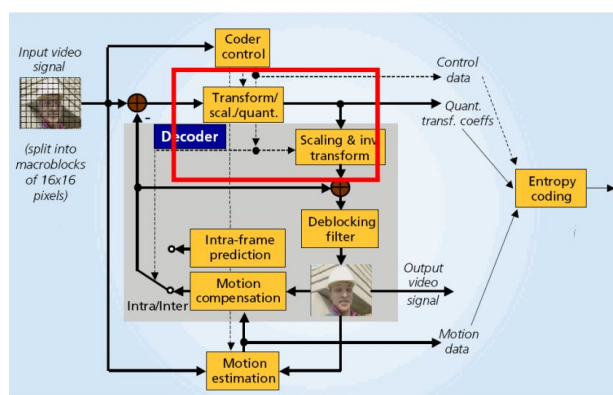 Input video
signal
Coder
control
Control
data
Transform/
scal./quant.
Quant.
transf. coeffs
-
Decoder
(split into
macroblocks
of 16x16
pixels)
Scaling & inv.
transform
Entropy
coding
Deblocking
filter
Intra-frame
prediction
Output
video
signal
Motion
compensation
Intra/Inter
Motion
data
Motion
estimation